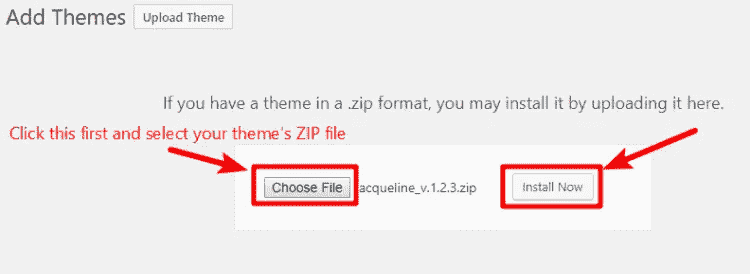 Add Themes Upload Theme
If you have a theme in a .zip format, you may install it by uploading it here.
Click this first and select your theme's ZIP file
Choose File acqueline_v.1.2.3.zip Install Now